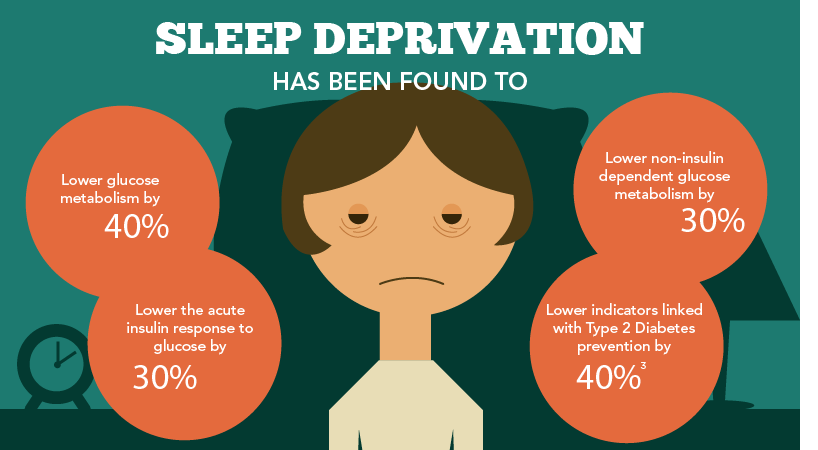 SLEEP DEPRIVATION
HAS BEEN FOUND TO
Lower glucose
metabolism by
40%
Lower the acute
insulin response to
glucose by
30%
Lower non-insulin
dependent glucose
metabolism by
30%
Lower indicators linked
with Type 2 Diabetes
prevention by
40%³